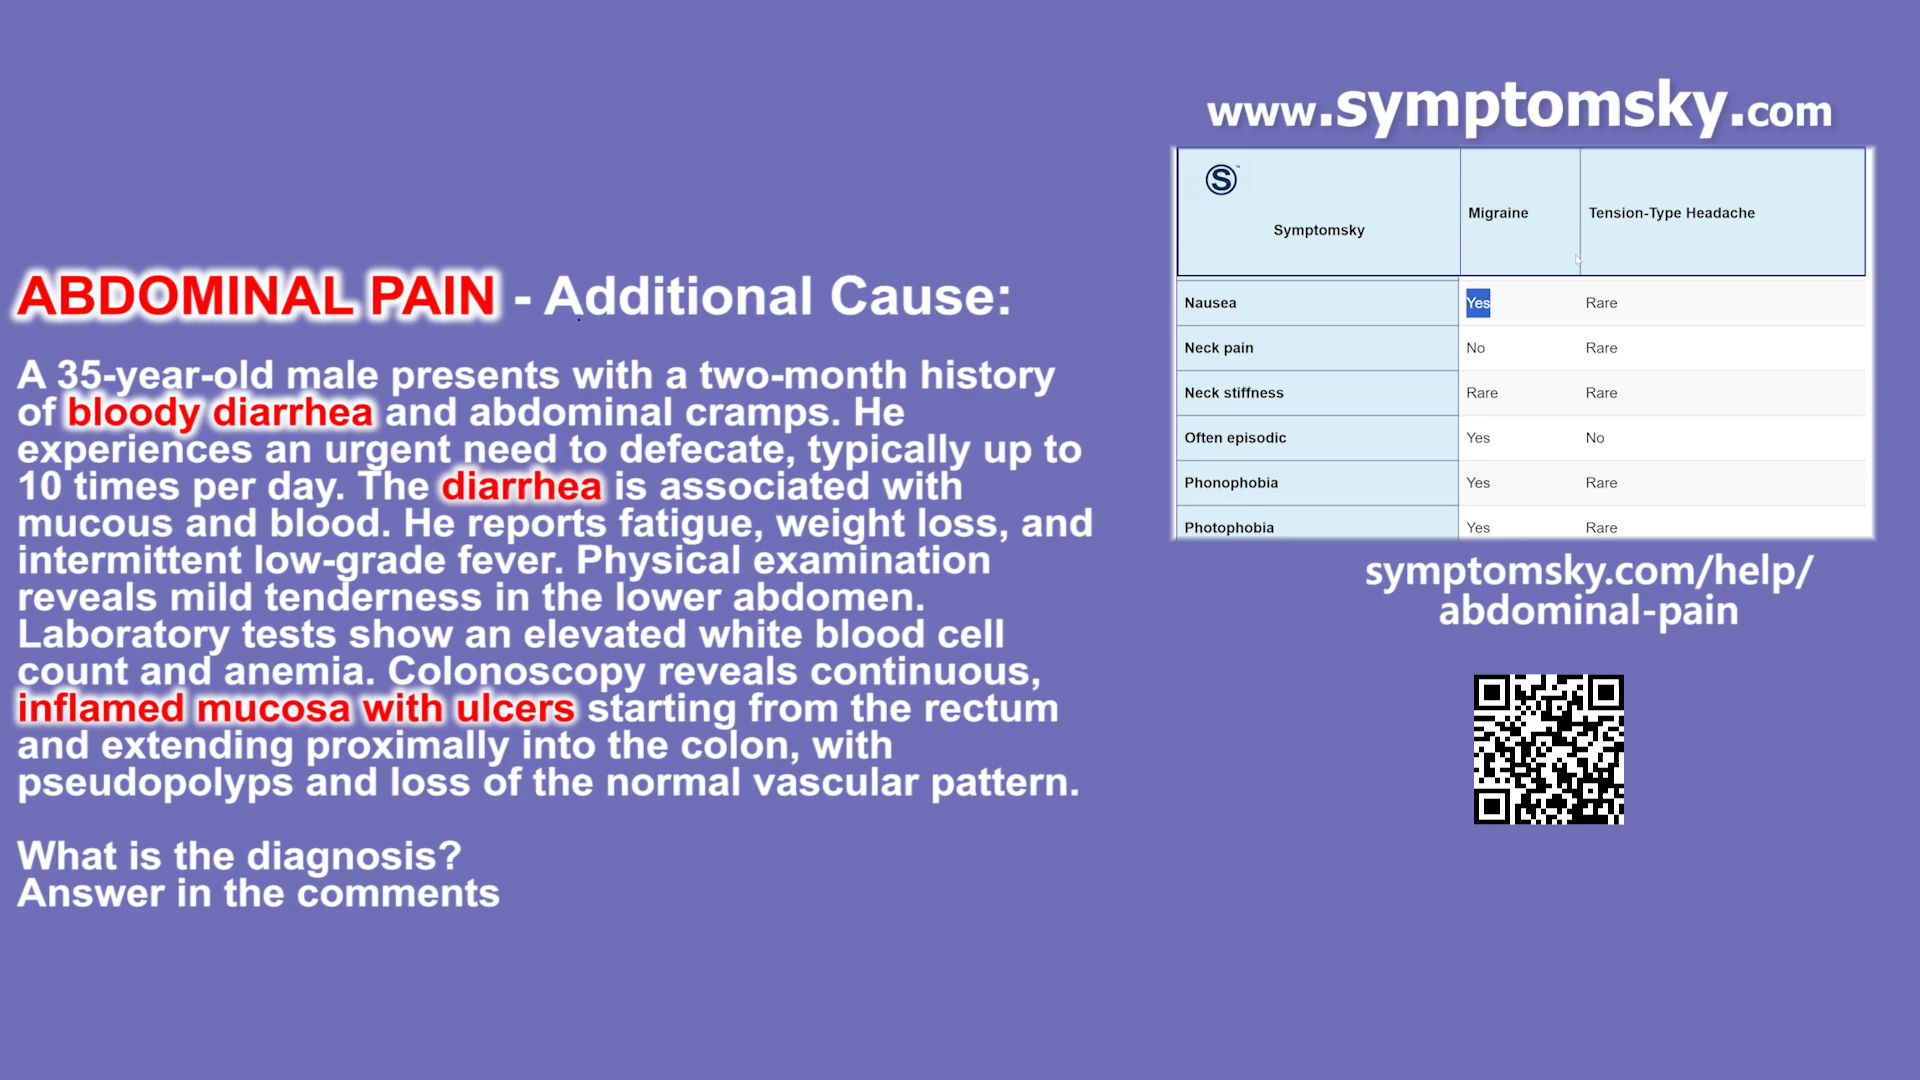 ABDOMINAL PAIN - Additional Cause:
A 35-year-old male presents with a two-month history
of bloody diarrhea and abdominal cramps. He
experiences an urgent need to defecate, typically up to
10 times per day. The diarrhea is associated with
mucous and blood. He reports fatigue, weight loss, and
intermittent low-grade fever. Physical examination
reveals mild tenderness in the lower abdomen.
Laboratory tests show an elevated white blood cell
count and anemia. Colonoscopy reveals continuous,
inflamed mucosa with ulcers starting from the rectum
and extending proximally into the colon, with
pseudopolyps and loss of the normal vascular pattern.
What is the diagnosis?
Answer in the comments
www.symptomsky.com
S
Symptomsky Migraine Tension-Type Headache
Nausea Yes Rare
Neck pain No Rare
Neck stiffness Rare Rare
Often episodic Yes No
Phonophobia Yes Rare
Photophobia Yes Rare
symptomsky.com/help/
abdominal-pain